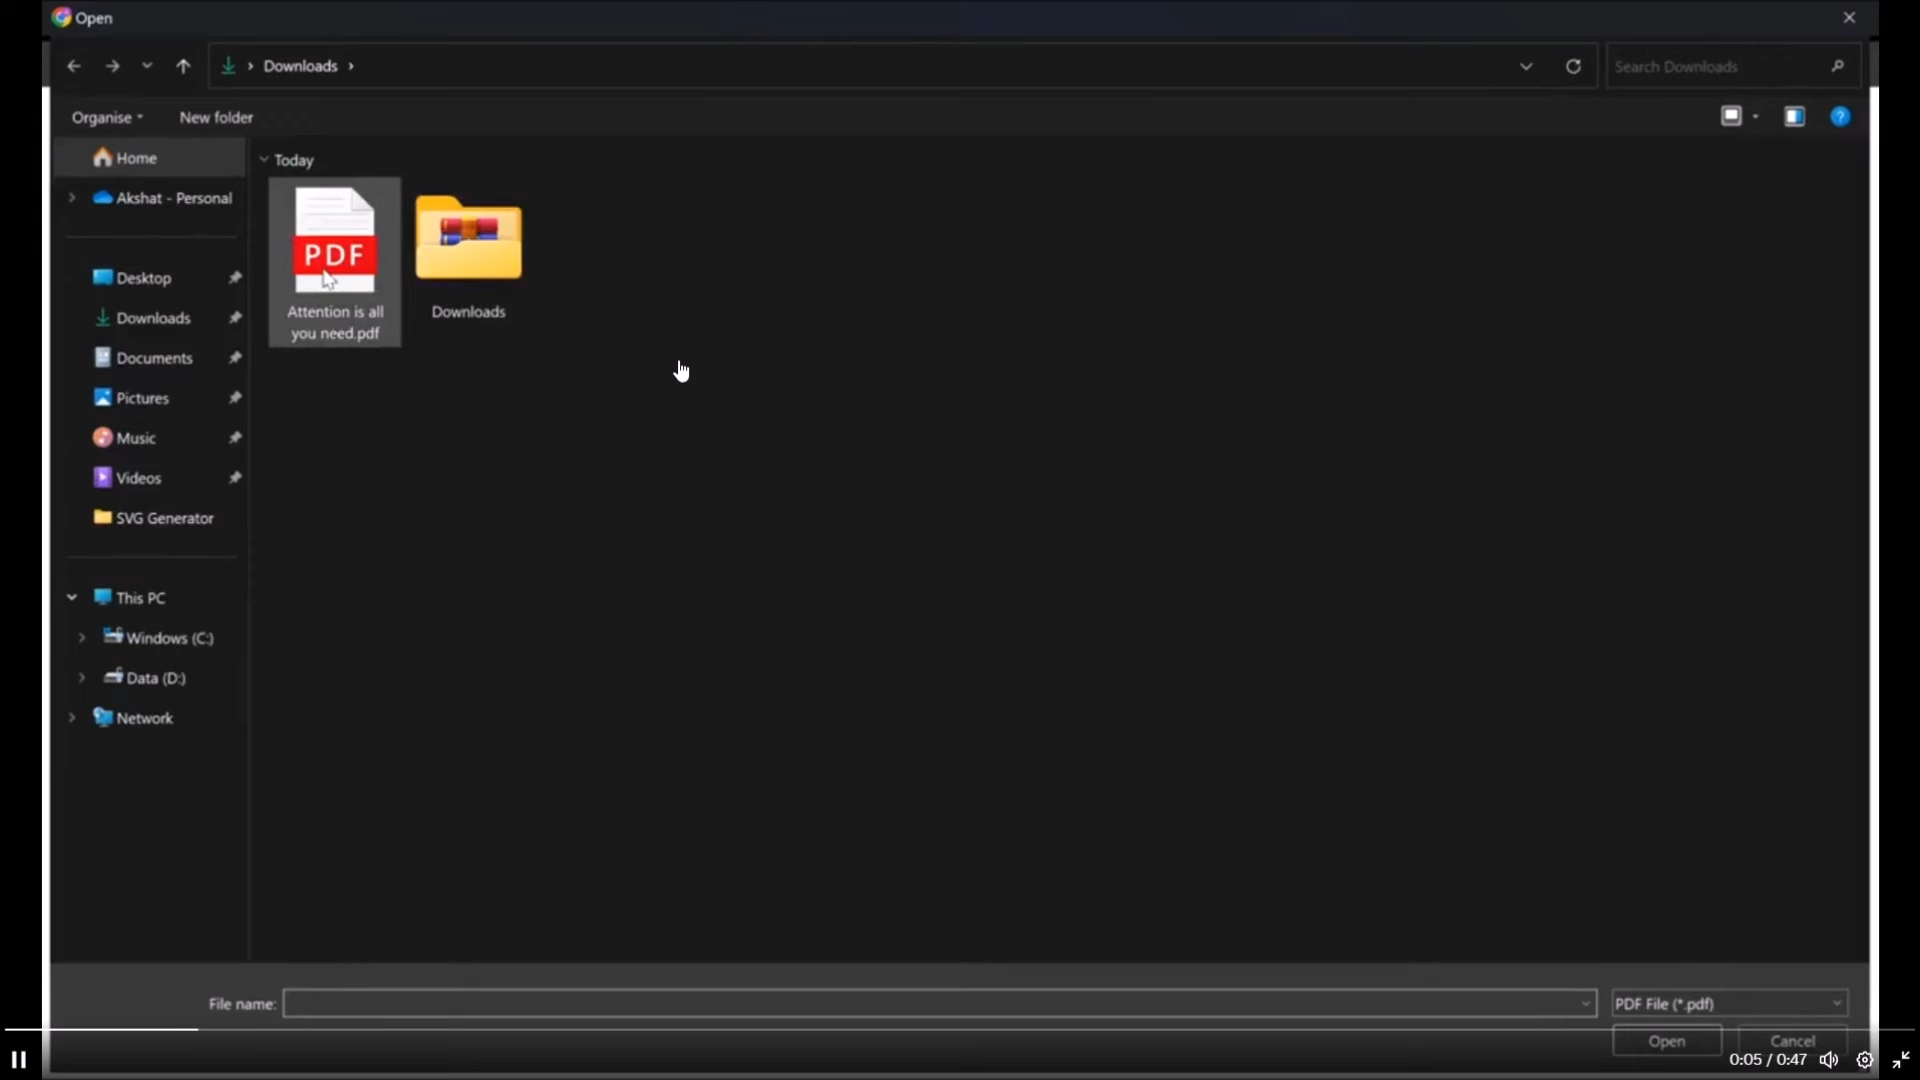 Open
Downloads
Search Downloads
Organise
New folder
Home
Akshat - Personal
Desktop
Downloads
Documents
Pictures
Music
Videos
SVG Generator
This PC
Windows (C:)
Data (D:)
Network
Today
PDF
Attention is all
you need.pdf
Downloads
File name:
PDF File (*.pdf)
Open
Cancel
0:05 / 0:47